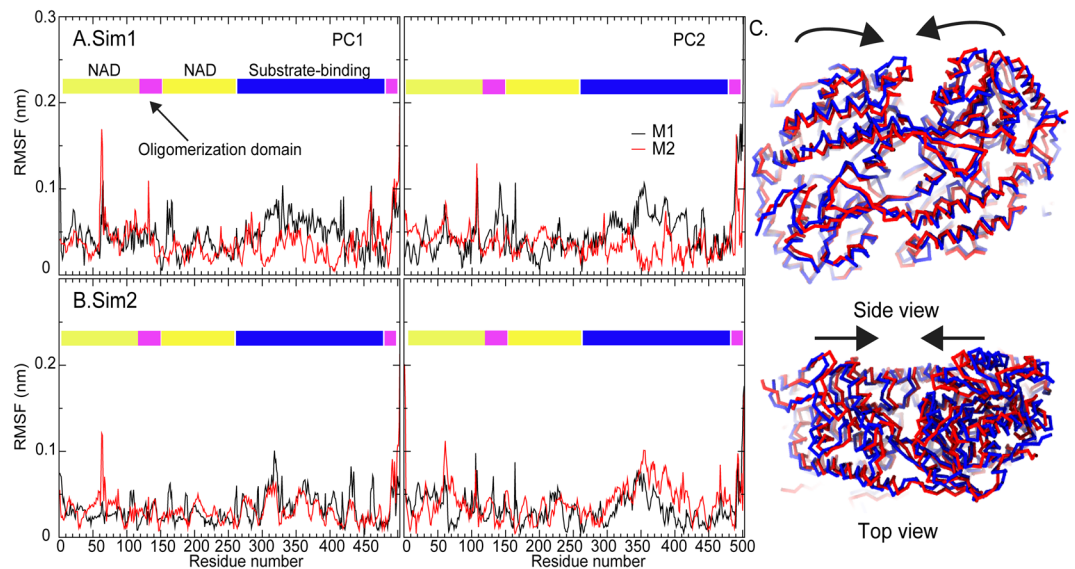 A.Sim1
PC1
PC2
C.
0.3
NAD
NAD
Substrate-binding
0.2
Oligomerization domain
M1
M2
RMSF (nm)
0.1
0
Side view
B.Sim2
0.2
RMSF (nm)
0.1
0
Top view
0 50 100 150 200 250 300 350 400 450
0 50 100 150 200 250 300 350 400 450 500
Residue number
Residue number